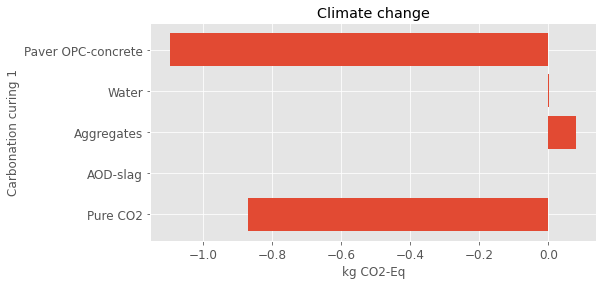 Climate change
Carbonation curing 1
Paver OPC-concrete
Water
Aggregates
AOD-slag
Pure CO2
−1.0 −0.8 −0.6 −0.4 −0.2 0.0
kg CO2-Eq